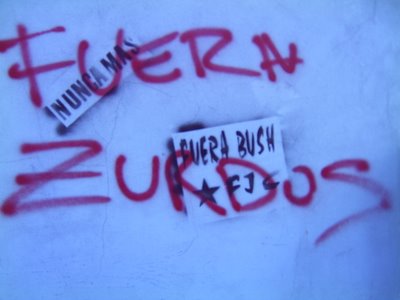 FUERA
NUNCA MAS
ZURDOS
FUERA BUSH
★ FJC